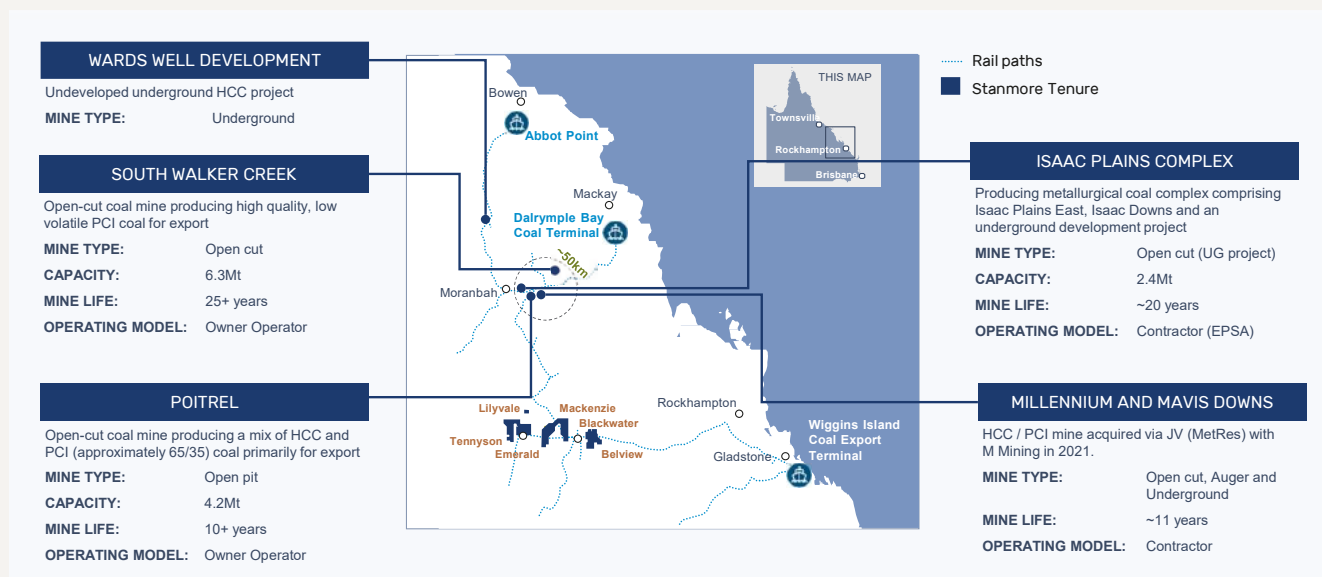 WARDS WELL DEVELOPMENT
Undeveloped underground HCC project
MINE TYPE: Underground
SOUTH WALKER CREEK
Open-cut coal mine producing high quality, low
volatile PCI coal for export
MINE TYPE: Open cut
CAPACITY: 6.3Mt
MINE LIFE: 25+ years
OPERATING MODEL: Owner Operator
POITREL
Open-cut coal mine producing a mix of HCC and
PCI (approximately 65/35) coal primarily for export
MINE TYPE: Open pit
CAPACITY: 4.2Mt
MINE LIFE: 10+ years
OPERATING MODEL: Owner Operator
Bowen
Abbot Point
Mackay
Dalrymple Bay
Coal Terminal
~50km
Moranbah
Lilyvale
Mackenzie
Blackwater
Tennyson
Emerald
Belview
Rockhampton
Gladstone
Wiggins Island
Coal Export
Terminal
THIS MAP
Townsville
Rockhampton
Brisbane
Rail paths
Stanmore Tenure
ISAAC PLAINS COMPLEX
Producing metallurgical coal complex comprising
Isaac Plains East, Isaac Downs and an
underground development project
MINE TYPE: Open cut (UG project)
CAPACITY: 2.4Mt
MINE LIFE: ~20 years
OPERATING MODEL: Contractor (EPSA)
MILLENNIUM AND MAVIS DOWNS
HCC / PCI mine acquired via JV (MetRes) with
M Mining in 2021.
MINE TYPE: Open cut, Auger and
Underground
MINE LIFE: ~11 years
OPERATING MODEL: Contractor